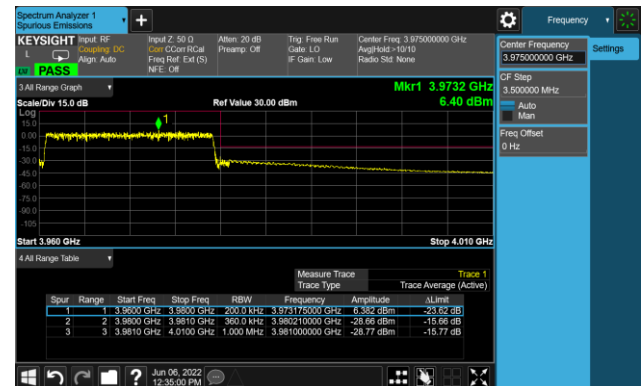 Spectrum Analyzer 1
Spurious Emissions
Frequency
KEYSIGHT
L
PASS
Input: RF
Coupling: DC
Align: Auto
Input Z: 50 Ω
Corr CCorr RCal
Freq Ref: Ext (S)
NFE: Off
Atten: 20 dB
Preamp: Off
Trig: Free Run
Gate: LO
IF Gain: Low
Center Freq: 3.975000000 GHz
Avg|Hold:>10/10
Radio Std: None
Center Frequency
3.975000000 GHz
Settings
CF Step
3.500000 MHz
Auto
Man
Freq Offset
0 Hz
3 All Range Graph
Mkr1 3.9732 GHz
6.40 dBm
Scale/Div 15.0 dB
Ref Value 30.00 dBm
Log
1
15.0
0.00
-15.0
-30.0
-45.0
-60.0
-75.0
-90.0
-105
Start 3.960 GHz
Stop 4.010 GHz
4 All Range Table
Measure Trace Trace 1
Trace Type Trace Average (Active)
Spur Range Start Freq Stop Freq RBW Frequency Amplitude ΔLimit
1 1 3.9600 GHz 3.9800 GHz 200.0 kHz 3.973175000 GHz 6.382 dBm -23.62 dB
2 2 3.9800 GHz 3.9810 GHz 360.0 kHz 3.980210000 GHz -28.66 dBm -15.66 dB
3 3 3.9810 GHz 4.0100 GHz 1.000 MHz 3.981000000 GHz -28.77 dBm -15.77 dB
Jun 06, 2022
12:35:00 PM